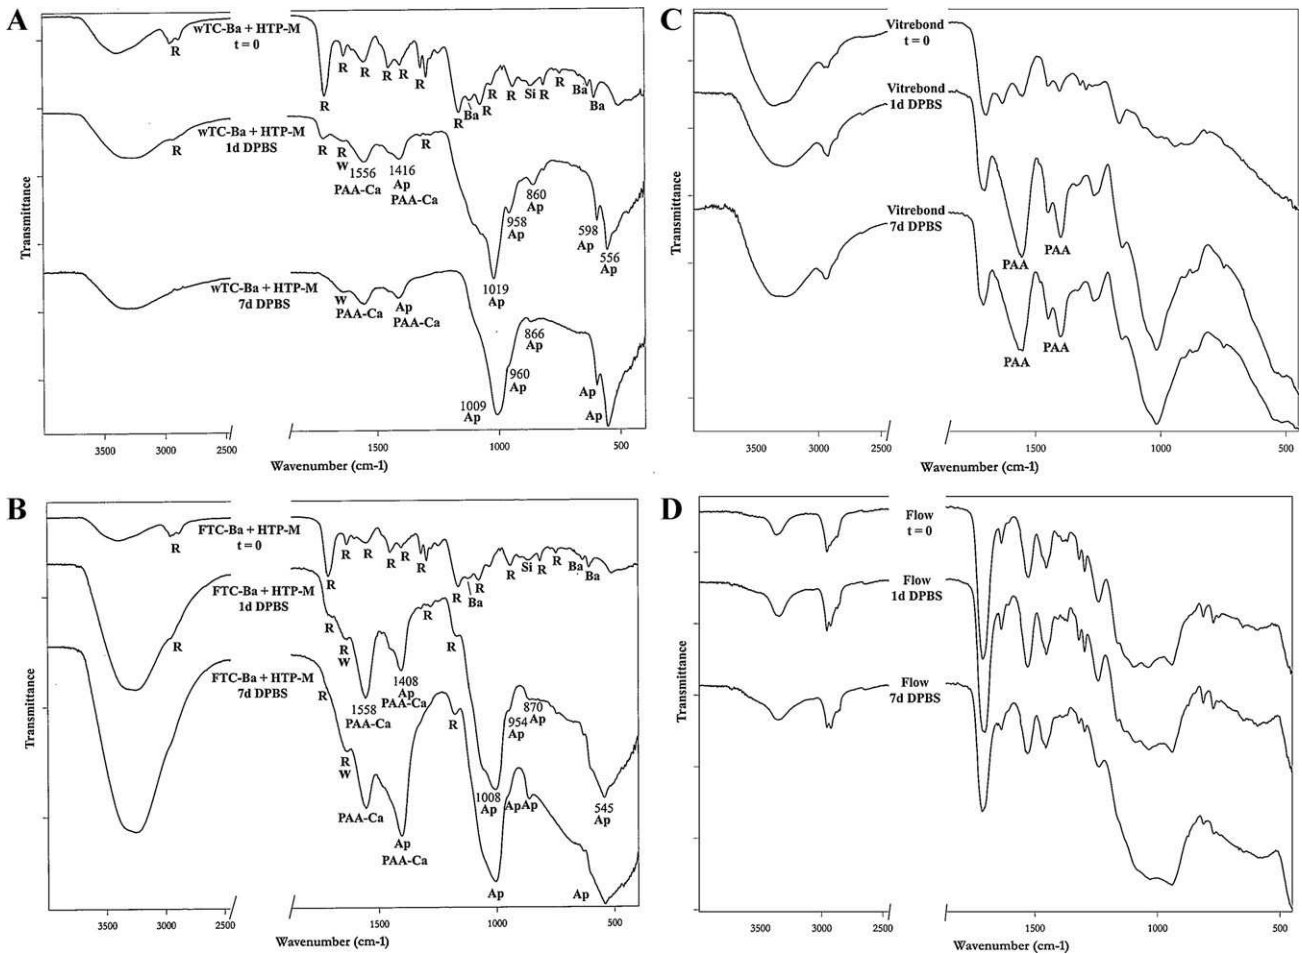 A
wTC-Ba + HTP-M
t = 0
R
R
R
R
R
R
R
R
Ba
R
R
Si
R
R
Ba
Ba
wTC-Ba + HTP-M
1d DPBS
R
R
R
W
1556
PAA-Ca
1416
Ap
PAA-Ca
R
1019
Ap
958
Ap
860
Ap
598
Ap
556
Ap
wTC-Ba + HTP-M
7d DPBS
W
PAA-Ca
Ap
PAA-Ca
1009
Ap
960
Ap
866
Ap
Ap
Ap
Transmittance
3500
3000
2500
1500
1000
500
Wavenumber (cm-1)
B
FTC-Ba + HTP-M
t = 0
R
R
R
R
R
R
R
R
Ba
R
R
Si
R
R
Ba
Ba
FTC-Ba + HTP-M
1d DPBS
R
R
R
W
1558
PAA-Ca
1408
Ap
PAA-Ca
R
R
1008
Ap
954
Ap
870
Ap
545
Ap
FTC-Ba + HTP-M
7d DPBS
R
R
W
PAA-Ca
Ap
PAA-Ca
R
Ap
Ap
Ap
Ap
Transmittance
3500
3000
2500
1500
1000
500
Wavenumber (cm-1)
C
Vitrebond
t = 0
Vitrebond
1d DPBS
Vitrebond
7d DPBS
PAA
PAA
PAA
PAA
Transmittance
3500
3000
2500
1500
1000
500
Wavenumber (cm-1)
D
Flow
t = 0
Flow
1d DPBS
Flow
7d DPBS
Transmittance
3500
3000
2500
1500
1000
500
Wavenumber (cm-1)